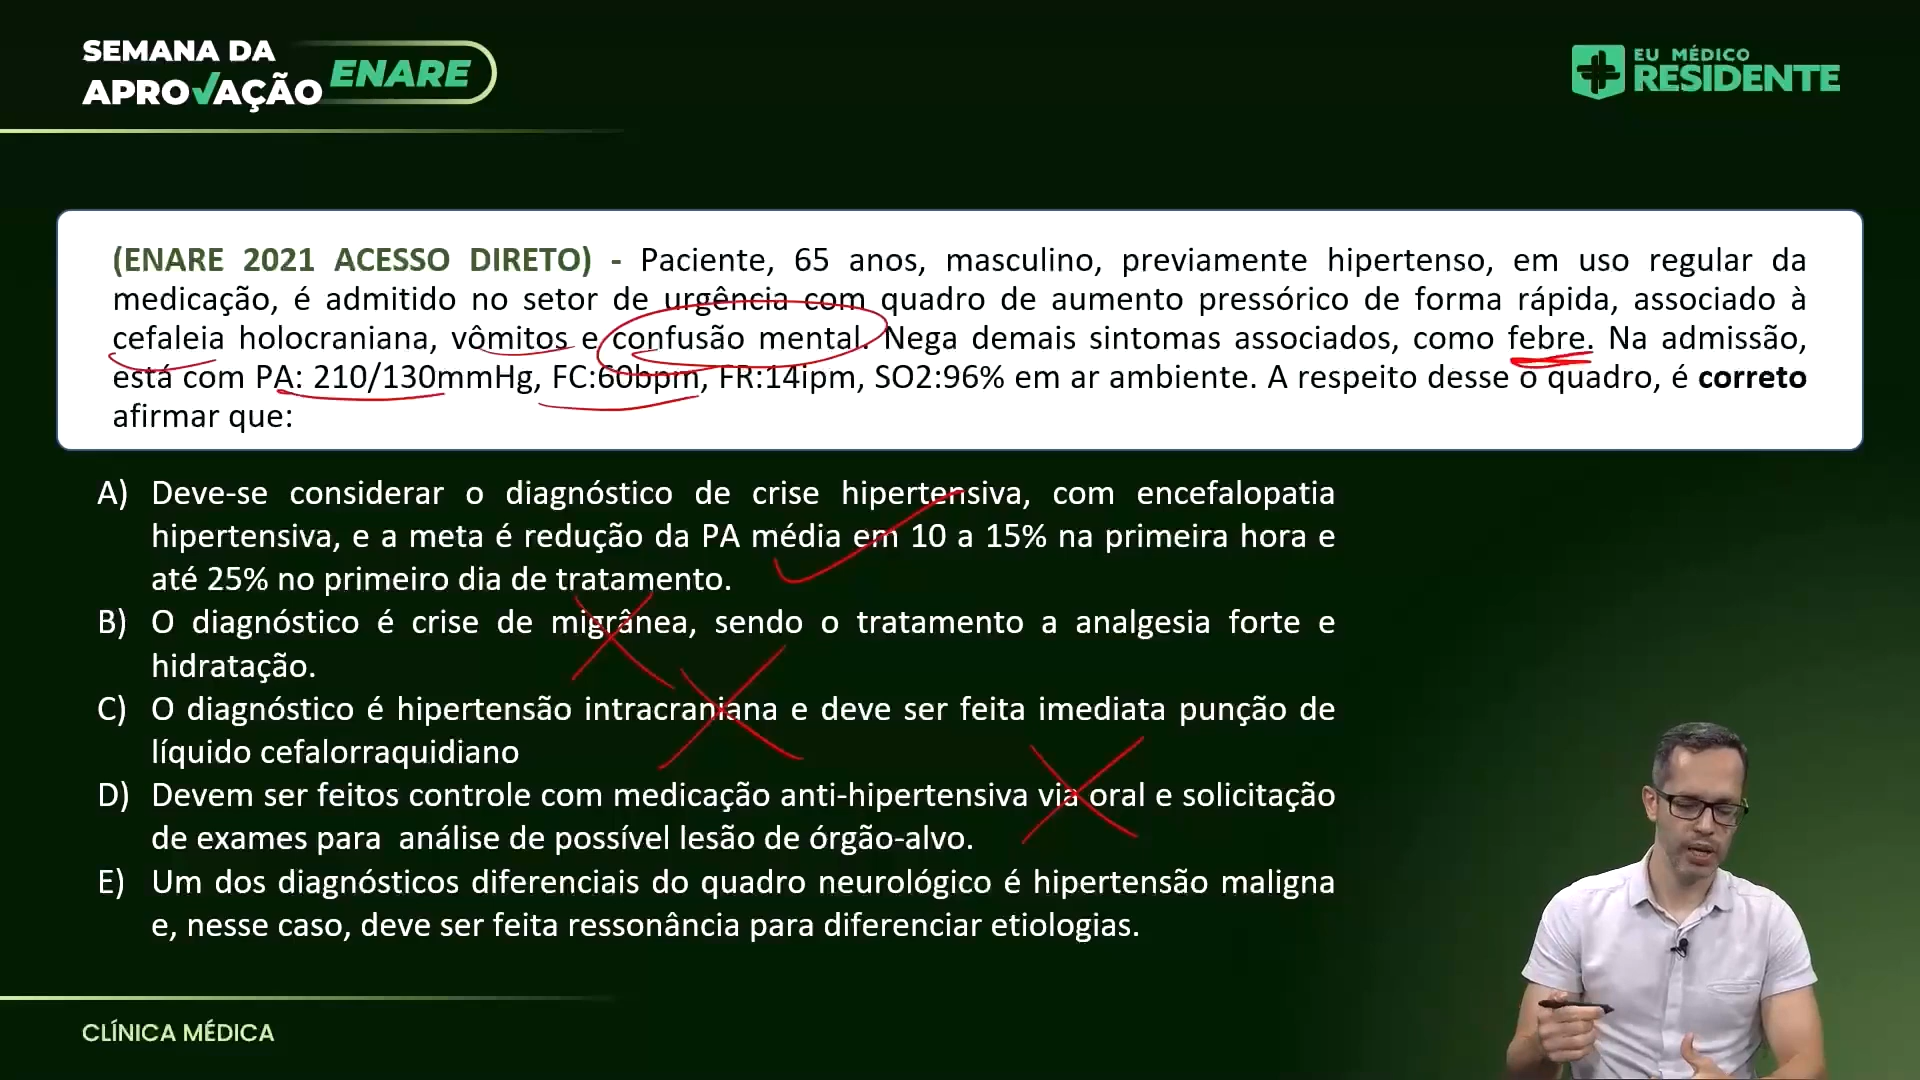 SEMANA DA
APROVAÇÃO ENARE
EU MÉDICO
RESIDENTE
(ENARE 2021 ACESSO DIRETO) - Paciente, 65 anos, masculino, previamente hipertenso, em uso regular da
medicação, é admitido no setor de urgência com quadro de aumento pressórico de forma rápida, associado à
cefaleia holocraniana, vômitos e confusão mental. Nega demais sintomas associados, como febre. Na admissão,
está com PA: 210/130mmHg, FC:60bpm, FR:14ipm, SO2:96% em ar ambiente. A respeito desse o quadro, é correto
afirmar que:
A) Deve-se considerar o diagnóstico de crise hipertensiva, com encefalopatia
hipertensiva, e a meta é redução da PA média em 10 a 15% na primeira hora e
até 25% no primeiro dia de tratamento.
B) O diagnóstico é crise de migrânea, sendo o tratamento a analgesia forte e
hidratação.
C) O diagnóstico é hipertensão intracraniana e deve ser feita imediata punção de
líquido cefalorraquidiano
D) Devem ser feitos controle com medicação anti-hipertensiva via oral e solicitação
de exames para análise de possível lesão de órgão-alvo.
E) Um dos diagnósticos diferenciais do quadro neurológico é hipertensão maligna
e, nesse caso, deve ser feita ressonância para diferenciar etiologias.
CLÍNICA MÉDICA